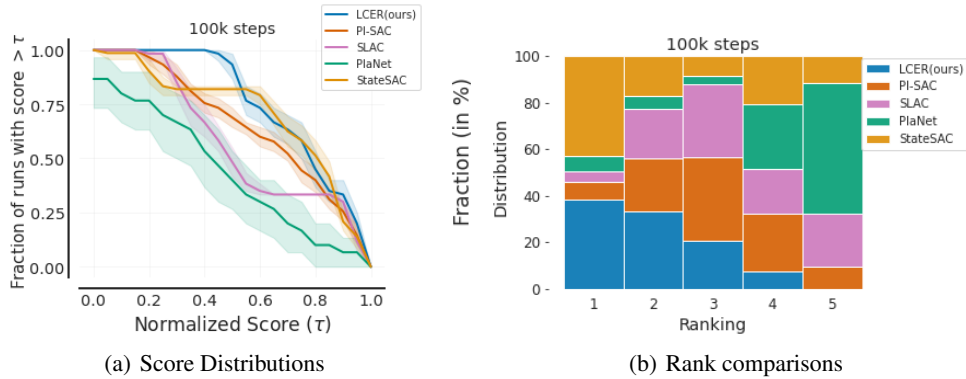 100k steps
LCER(ours)
PI-SAC
SLAC
PlaNet
StateSAC
Fraction of runs with score > τ
1.00
0.75
0.50
0.25
0.00
0.0 0.2 0.4 0.6 0.8 1.0
Normalized Score (τ)
(a) Score Distributions
100k steps
LCER(ours)
PI-SAC
SLAC
PlaNet
StateSAC
Fraction (in %)
Distribution
100
80
60
40
20
0
1 2 3 4 5
Ranking
(b) Rank comparisons